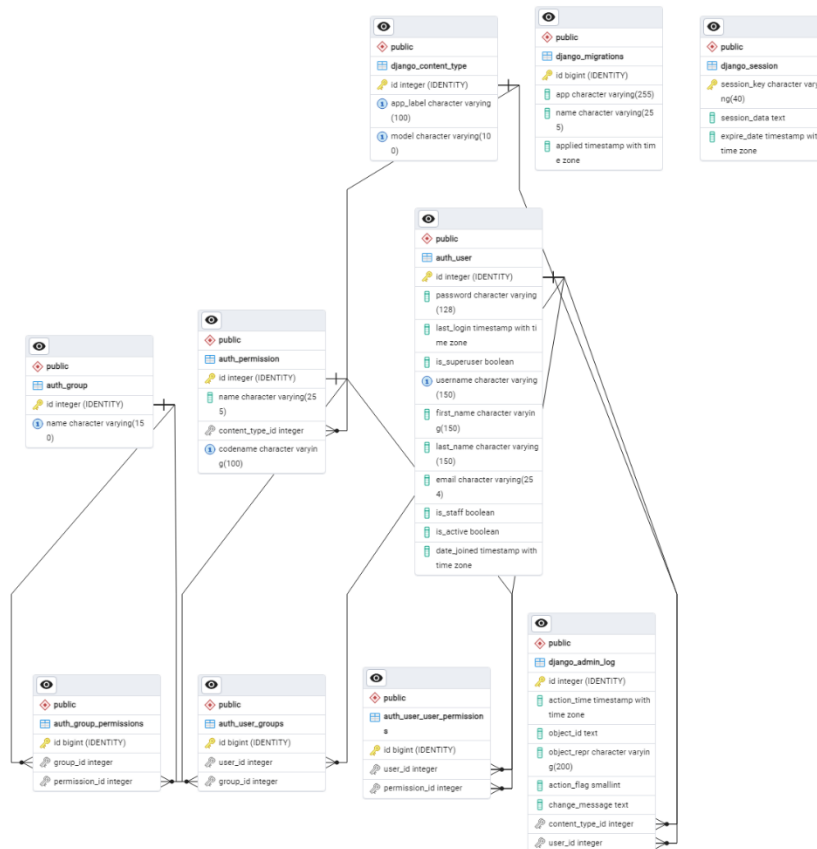 public
django_content_type
id integer (IDENTITY)
app_label character varying
(100)
model character varying(10
0)
public
django_migrations
id bigint (IDENTITY)
app character varying(255)
name character varying(25
5)
applied timestamp with tim
e zone
public
django_session
session_key character vary
ng(40)
session_data text
expire_date timestamp wit
time zone
public
auth_user
id integer (IDENTITY)
password character varying
(128)
last_login timestamp with ti
me zone
is_superuser boolean
username character varying
(150)
first_name character varyin
g(150)
last_name character varying
(150)
email character varying(25
4)
is_staff boolean
is_active boolean
date_joined timestamp with
time zone
public
auth_permission
id integer (IDENTITY)
name character varying(25
5)
content_type_id integer
codename character varyin
g(100)
public
auth_group
id integer (IDENTITY)
name character varying(15
0)
public
auth_group_permissions
id bigint (IDENTITY)
group_id integer
permission_id integer
public
auth_user_groups
id bigint (IDENTITY)
user_id integer
group_id integer
public
auth_user_user_permission
s
id bigint (IDENTITY)
user_id integer
permission_id integer
public
django_admin_log
id integer (IDENTITY)
action_time timestamp with
time zone
object_id text
object_repr character varyin
g(200)
action_flag smallint
change_message text
content_type_id integer
user_id integer